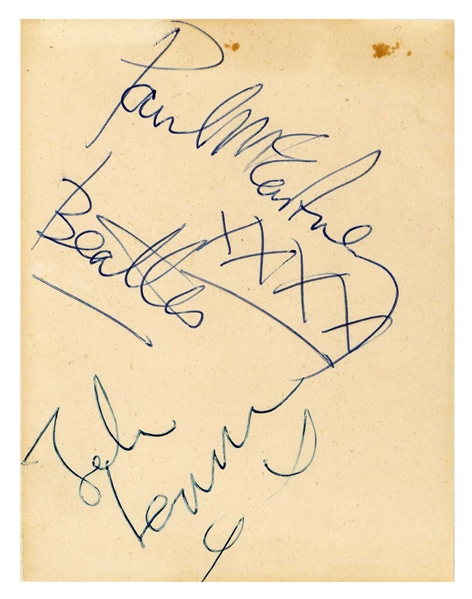 Paul McCartney
Beatles
XXXX
John
Lennon